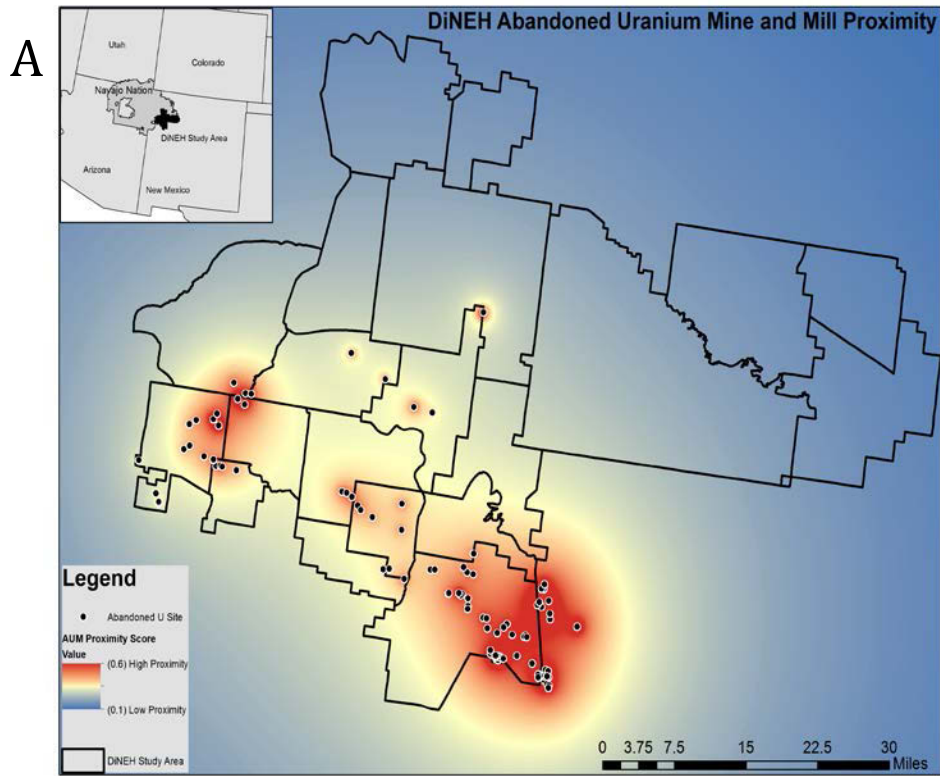 A
DiNEH Abandoned Uranium Mine and Mill Proximity
Utah
Colorado
Navajo Nation
DiNEH Study Area
Arizona
New Mexico
Legend
Abandoned U Site
AUM Proximity Score
Value
(0.6) High Proximity
(0.1) Low Proximity
DiNEH Study Area
0 3.75 7.5 15 22.5 30
Miles